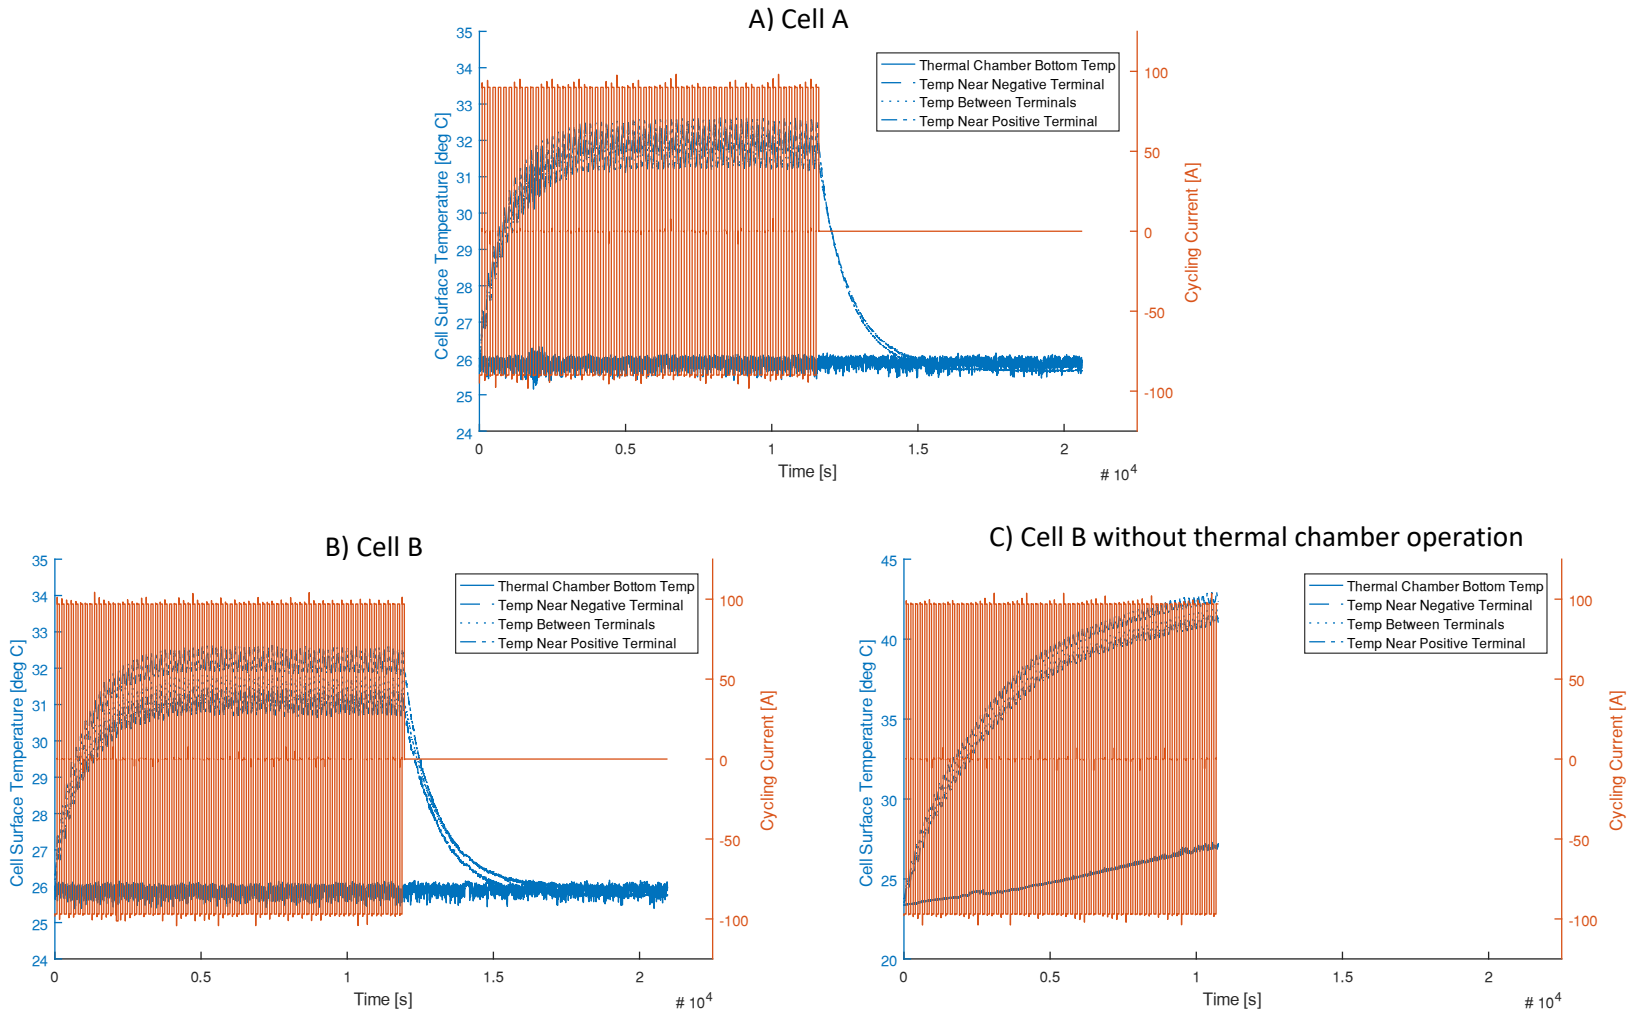 A) Cell A
35
34
33
32
31
30
29
28
27
26
25
24
Cell Surface Temperature [deg C]
Thermal Chamber Bottom Temp
Temp Near Negative Terminal
Temp Between Terminals
Temp Near Positive Terminal
100
50
0
-50
-100
Cycling Current [A]
0 0.5 1 1.5 2
Time [s]
# 10^4
B) Cell B
35
34
33
32
31
30
29
28
27
26
25
24
Cell Surface Temperature [deg C]
Thermal Chamber Bottom Temp
Temp Near Negative Terminal
Temp Between Terminals
Temp Near Positive Terminal
100
50
0
-50
-100
Cycling Current [A]
0 0.5 1 1.5 2
Time [s]
# 10^4
C) Cell B without thermal chamber operation
45
40
35
30
25
20
Cell Surface Temperature [deg C]
Thermal Chamber Bottom Temp
Temp Near Negative Terminal
Temp Between Terminals
Temp Near Positive Terminal
100
50
0
-50
-100
Cycling Current [A]
0 0.5 1 1.5 2
Time [s]
# 10^4